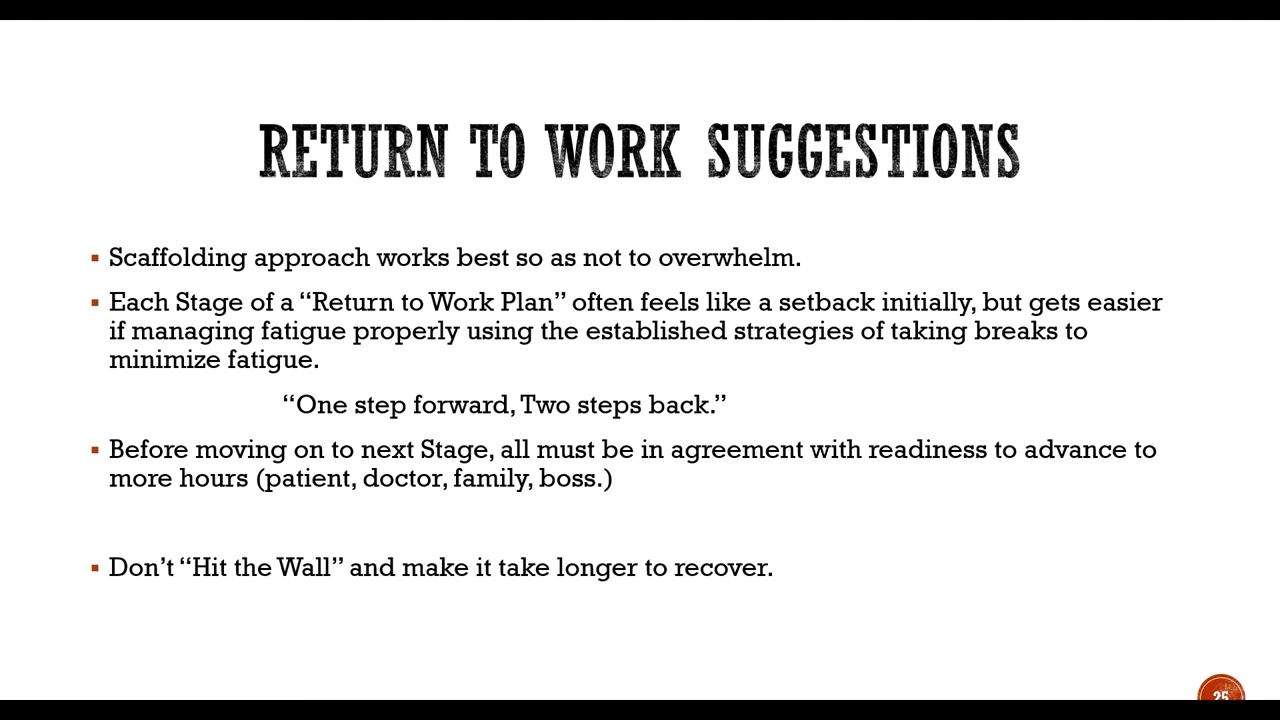 RETURN TO WORK SUGGESTIONS
Scaffolding approach works best so as not to overwhelm.
Each Stage of a “Return to Work Plan” often feels like a setback initially, but gets easier
if managing fatigue properly using the established strategies of taking breaks to
minimize fatigue.
“One step forward, Two steps back.”
Before moving on to next Stage, all must be in agreement with readiness to advance to
more hours (patient, doctor, family, boss.)
Don’t “Hit the Wall” and make it take longer to recover.
25